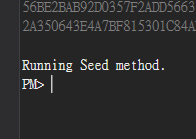 56BE2BAB92D0357F2ADD5663
2A350643E4A7BF815301C84A
Running Seed method.
PM>